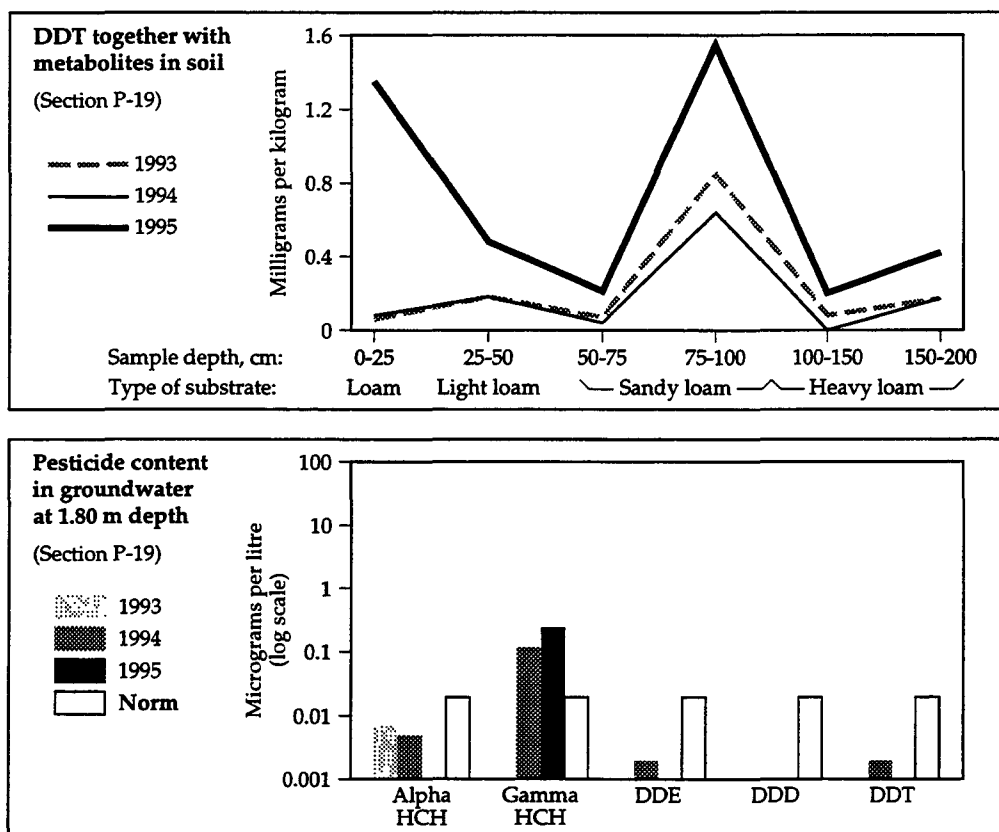 DDT together with
metabolites in soil
(Section P-19)
1993
1994
1995
Milligrams per kilogram
1.6
1.2
0.8
0.4
0
Sample depth, cm: 0-25 25-50 50-75 75-100 100-150 150-200
Type of substrate: Loam Light loam Sandy loam Heavy loam
Pesticide content
in groundwater
at 1.80 m depth
(Section P-19)
1993
1994
1995
Norm
Micrograms per litre
(log scale)
100
10
1
0.1
0.01
0.001
Alpha
HCH
Gamma
HCH
DDE
DDD
DDT